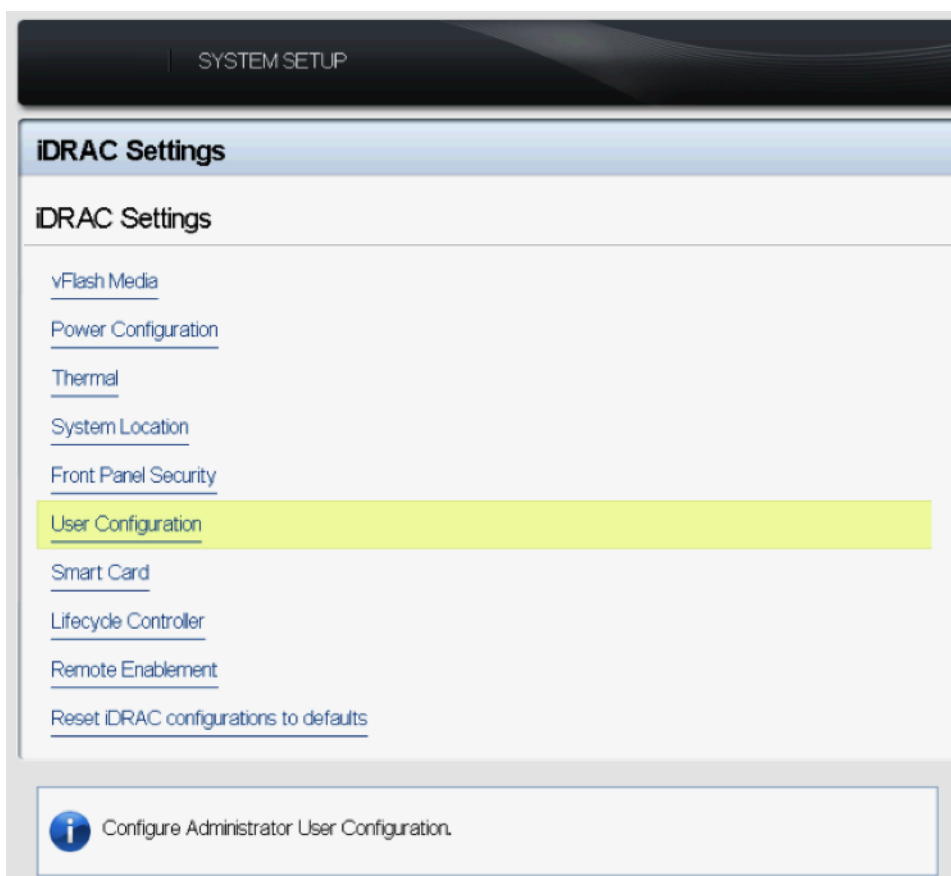 SYSTEM SETUP
iDRAC Settings
iDRAC Settings
vFlash Media
Power Configuration
Thermal
System Location
Front Panel Security
User Configuration
Smart Card
Lifecycle Controller
Remote Enablement
Reset iDRAC configurations to defaults
Configure Administrator User Configuration.